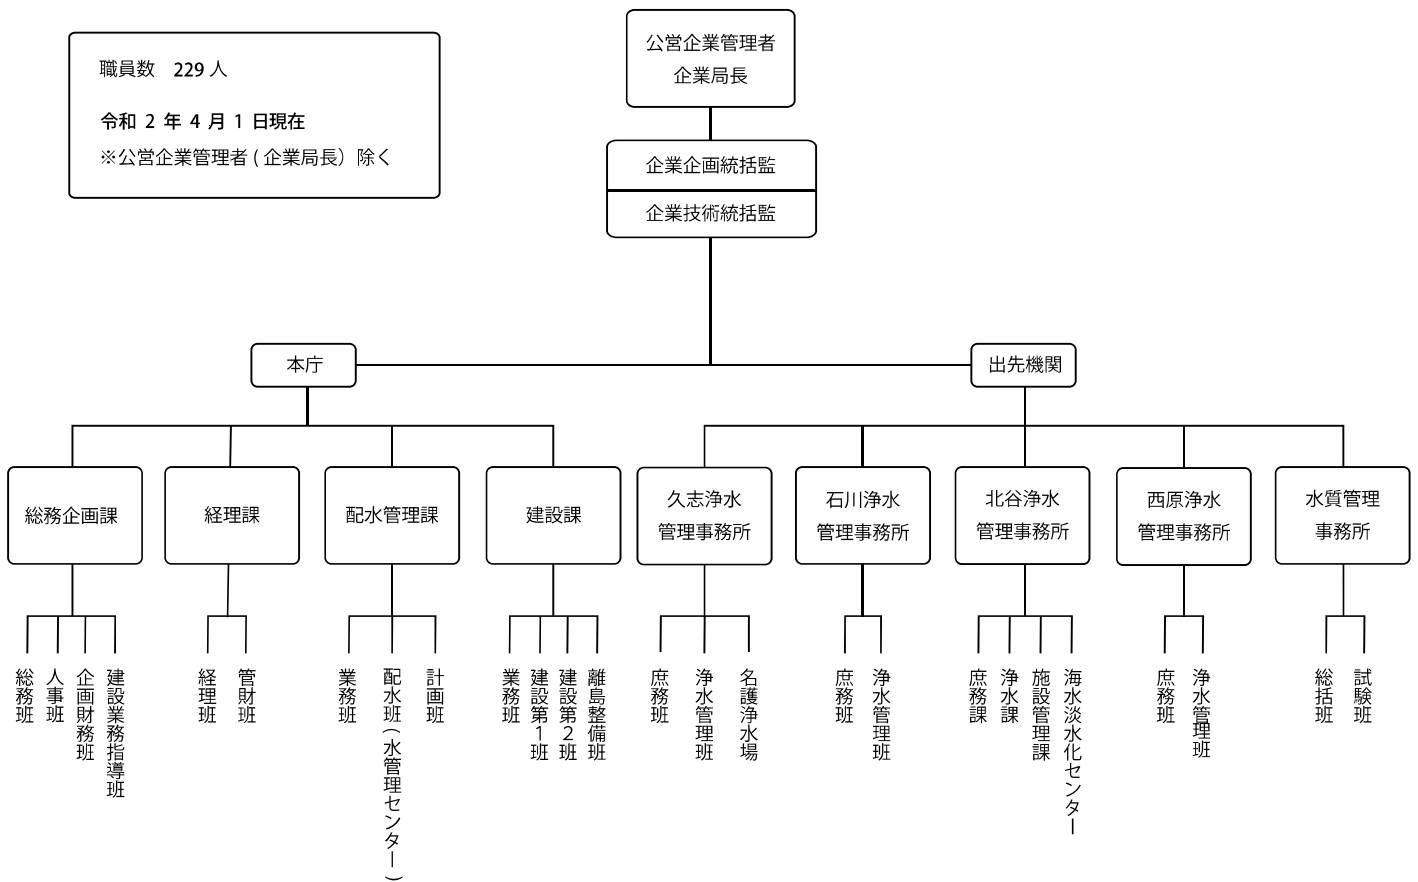 職員数 229 人
令和 2 年 4 月 1 日現在
※公営企業管理者 ( 企業局長）除く
公営企業管理者
企業局長
企業企画統括監
企業技術統括監
本庁
出先機関
総務企画課
経理課
配水管理課
建設課
久志浄水
管理事務所
石川浄水
管理事務所
北谷浄水
管理事務所
西原浄水
管理事務所
水質管理
事務所
総務班
人事班
企画財務班
建設業務指導班
経理班
管財班
業務班
配水班（水管理センター）
計画班
業務班
建設第1班
建設第2班
離島整備班
庶務班
浄水管理班
名護浄水場
庶務班
浄水管理班
庶務課
浄水課
施設管理課
海水淡水化センター
庶務班
浄水管理班
総括班
試験班